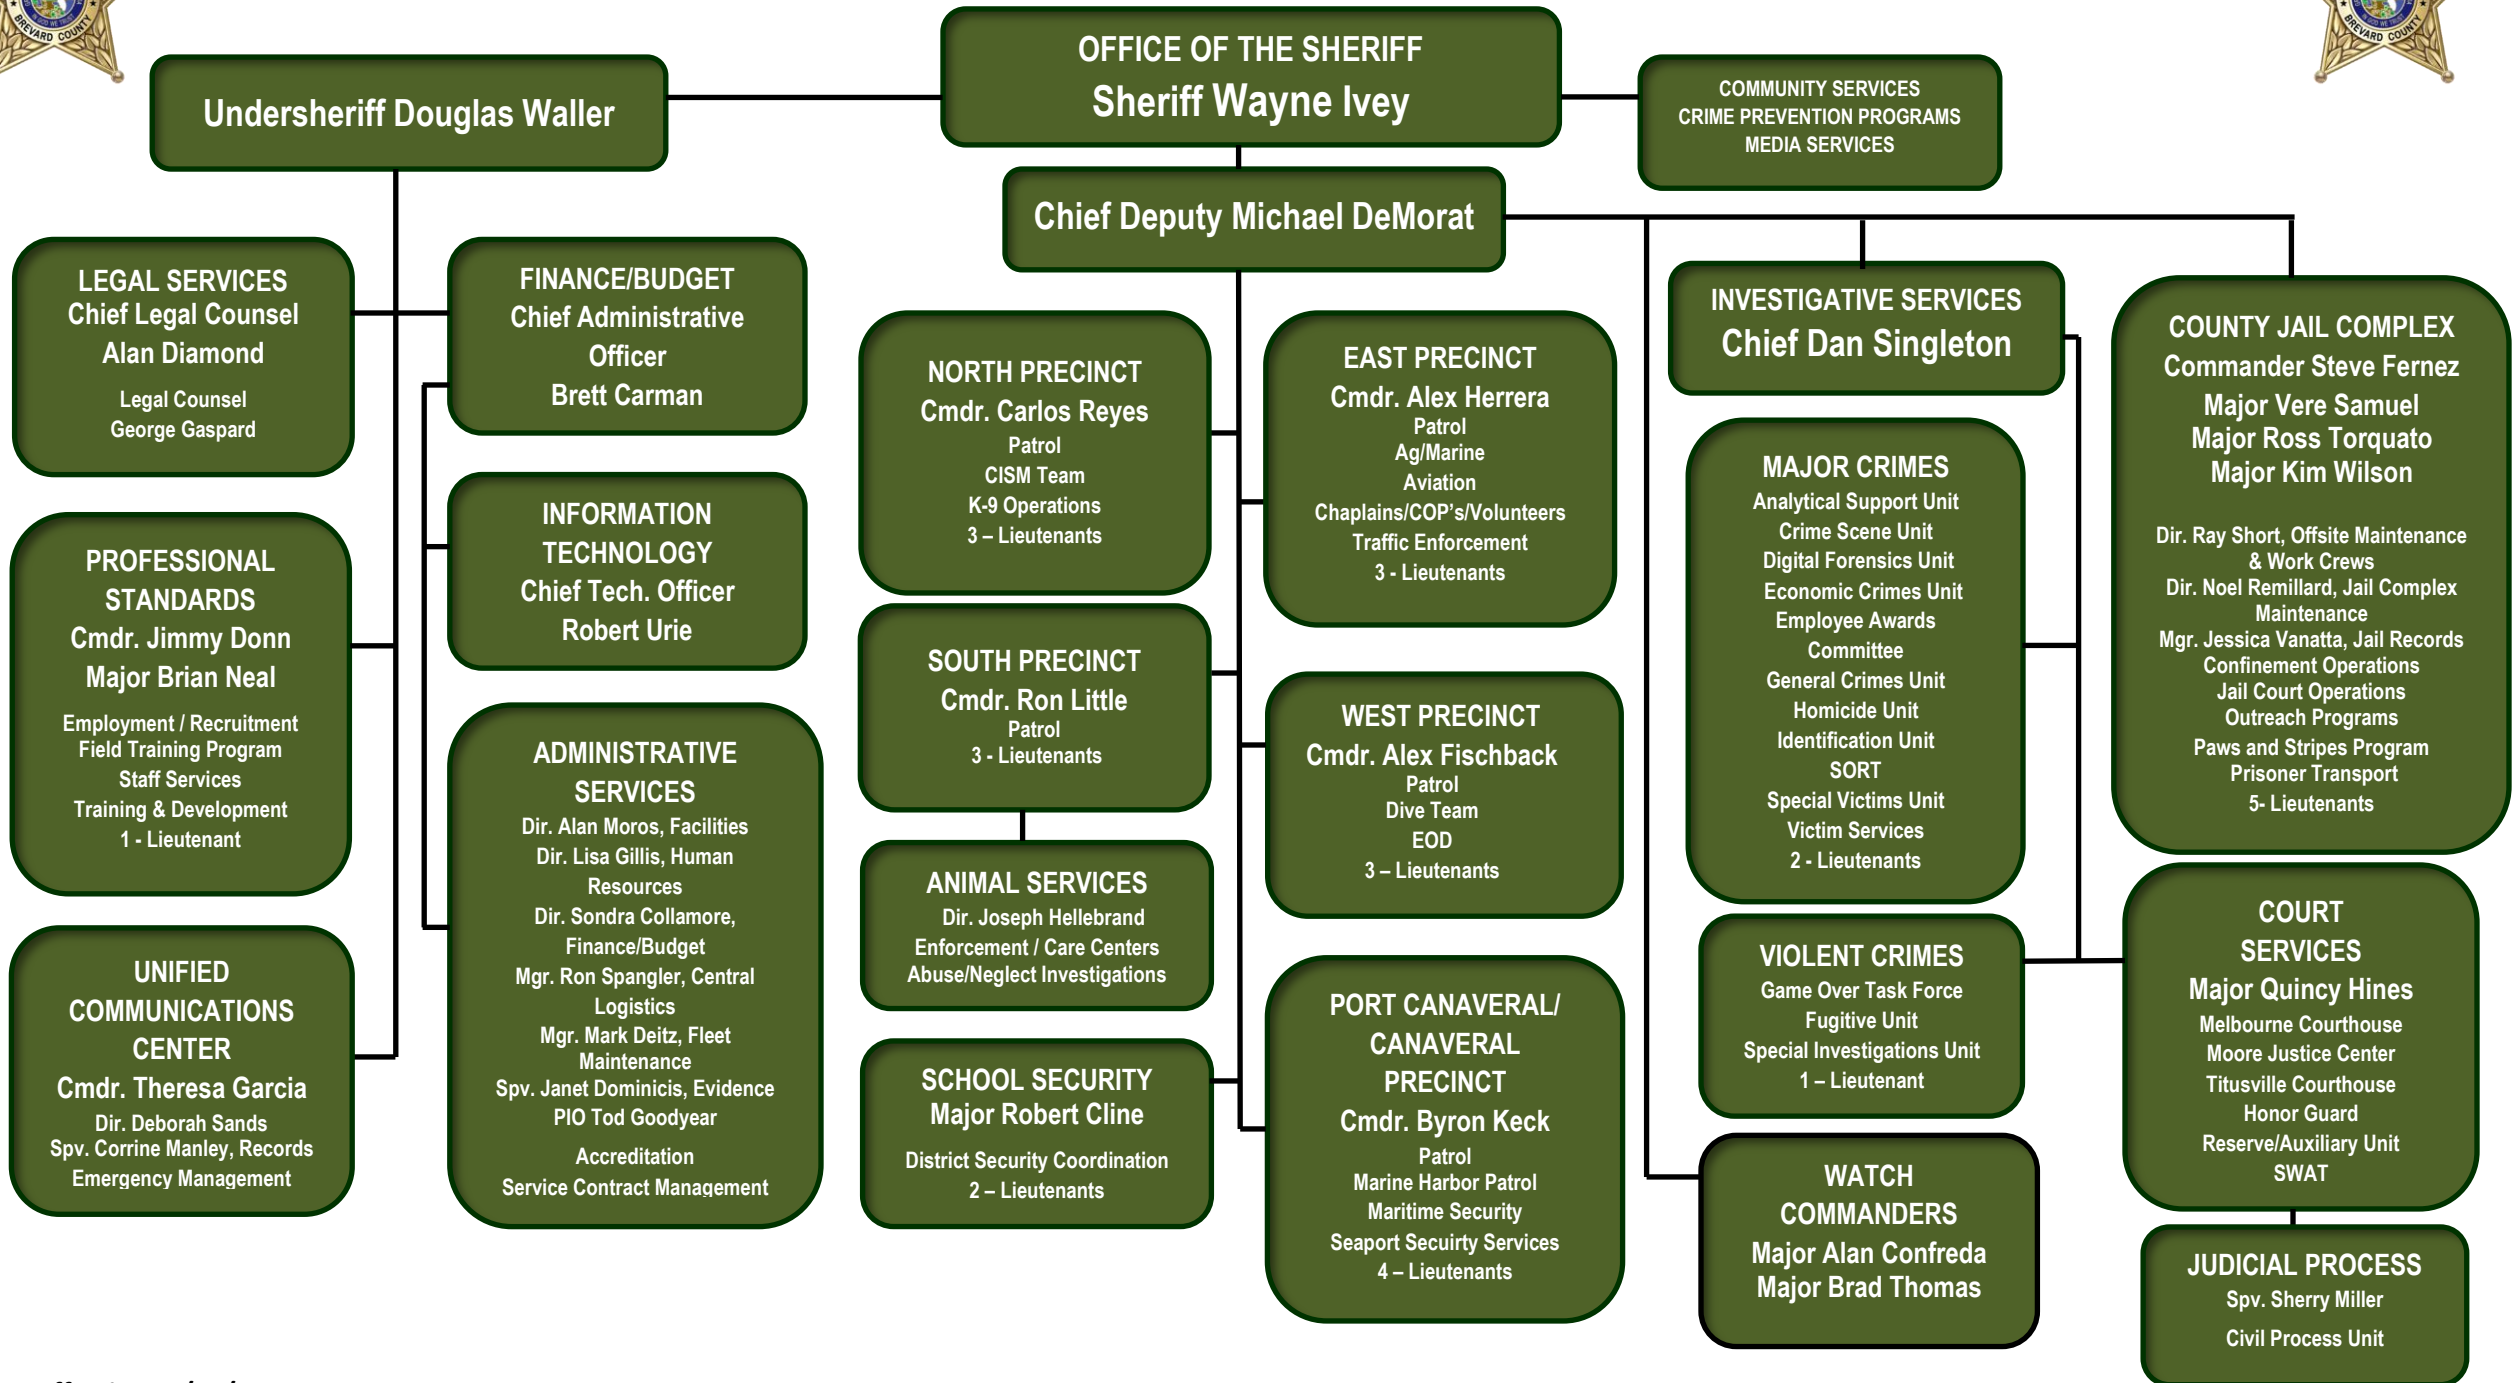 BREVARD COUNTY
BREVARD COUNTY
OFFICE OF THE SHERIFF
Sheriff Wayne Ivey
Undersheriff Douglas Waller
COMMUNITY SERVICES
CRIME PREVENTION PROGRAMS
MEDIA SERVICES
Chief Deputy Michael DeMorat
LEGAL SERVICES
Chief Legal Counsel
Alan Diamond
Legal Counsel
George Gaspard
FINANCE/BUDGET
Chief Administrative
Officer
Brett Carman
PROFESSIONAL
STANDARDS
Cmdr. Jimmy Donn
Major Brian Neal
Employment / Recruitment
Field Training Program
Staff Services
Training & Development
1 - Lieutenant
INFORMATION
TECHNOLOGY
Chief Tech. Officer
Robert Urie
UNIFIED
COMMUNICATIONS
CENTER
Cmdr. Theresa Garcia
Dir. Deborah Sands
Spv. Corrine Manley, Records
Emergency Management
ADMINISTRATIVE
SERVICES
Dir. Alan Moros, Facilities
Dir. Lisa Gillis, Human
Resources
Dir. Sondra Collamore,
Finance/Budget
Mgr. Ron Spangler, Central
Logistics
Mgr. Mark Deitz, Fleet
Maintenance
Spv. Janet Dominicis, Evidence
PIO Tod Goodyear
Accreditation
Service Contract Management
NORTH PRECINCT
Cmdr. Carlos Reyes
Patrol
CISM Team
K-9 Operations
3 – Lieutenants
EAST PRECINCT
Cmdr. Alex Herrera
Patrol
Ag/Marine
Aviation
Chaplains/COP's/Volunteers
Traffic Enforcement
3 - Lieutenants
SOUTH PRECINCT
Cmdr. Ron Little
Patrol
3 - Lieutenants
WEST PRECINCT
Cmdr. Alex Fischback
Patrol
Dive Team
EOD
3 – Lieutenants
ANIMAL SERVICES
Dir. Joseph Hellebrand
Enforcement / Care Centers
Abuse/Neglect Investigations
SCHOOL SECURITY
Major Robert Cline
District Security Coordination
2 – Lieutenants
PORT CANAVERAL/
CANAVERAL
PRECINCT
Cmdr. Byron Keck
Patrol
Marine Harbor Patrol
Maritime Security
Seaport Secuirty Services
4 – Lieutenants
INVESTIGATIVE SERVICES
Chief Dan Singleton
MAJOR CRIMES
Analytical Support Unit
Crime Scene Unit
Digital Forensics Unit
Economic Crimes Unit
Employee Awards
Committee
General Crimes Unit
Homicide Unit
Identification Unit
SORT
Special Victims Unit
Victim Services
2 - Lieutenants
VIOLENT CRIMES
Game Over Task Force
Fugitive Unit
Special Investigations Unit
1 – Lieutenant
WATCH
COMMANDERS
Major Alan Confreda
Major Brad Thomas
COUNTY JAIL COMPLEX
Commander Steve Fernez
Major Vere Samuel
Major Ross Torquato
Major Kim Wilson
Dir. Ray Short, Offsite Maintenance
& Work Crews
Dir. Noel Remillard, Jail Complex
Maintenance
Mgr. Jessica Vanatta, Jail Records
Confinement Operations
Jail Court Operations
Outreach Programs
Paws and Stripes Program
Prisoner Transport
5- Lieutenants
COURT
SERVICES
Major Quincy Hines
Melbourne Courthouse
Moore Justice Center
Titusville Courthouse
Honor Guard
Reserve/Auxiliary Unit
SWAT
JUDICIAL PROCESS
Spv. Sherry Miller
Civil Process Unit